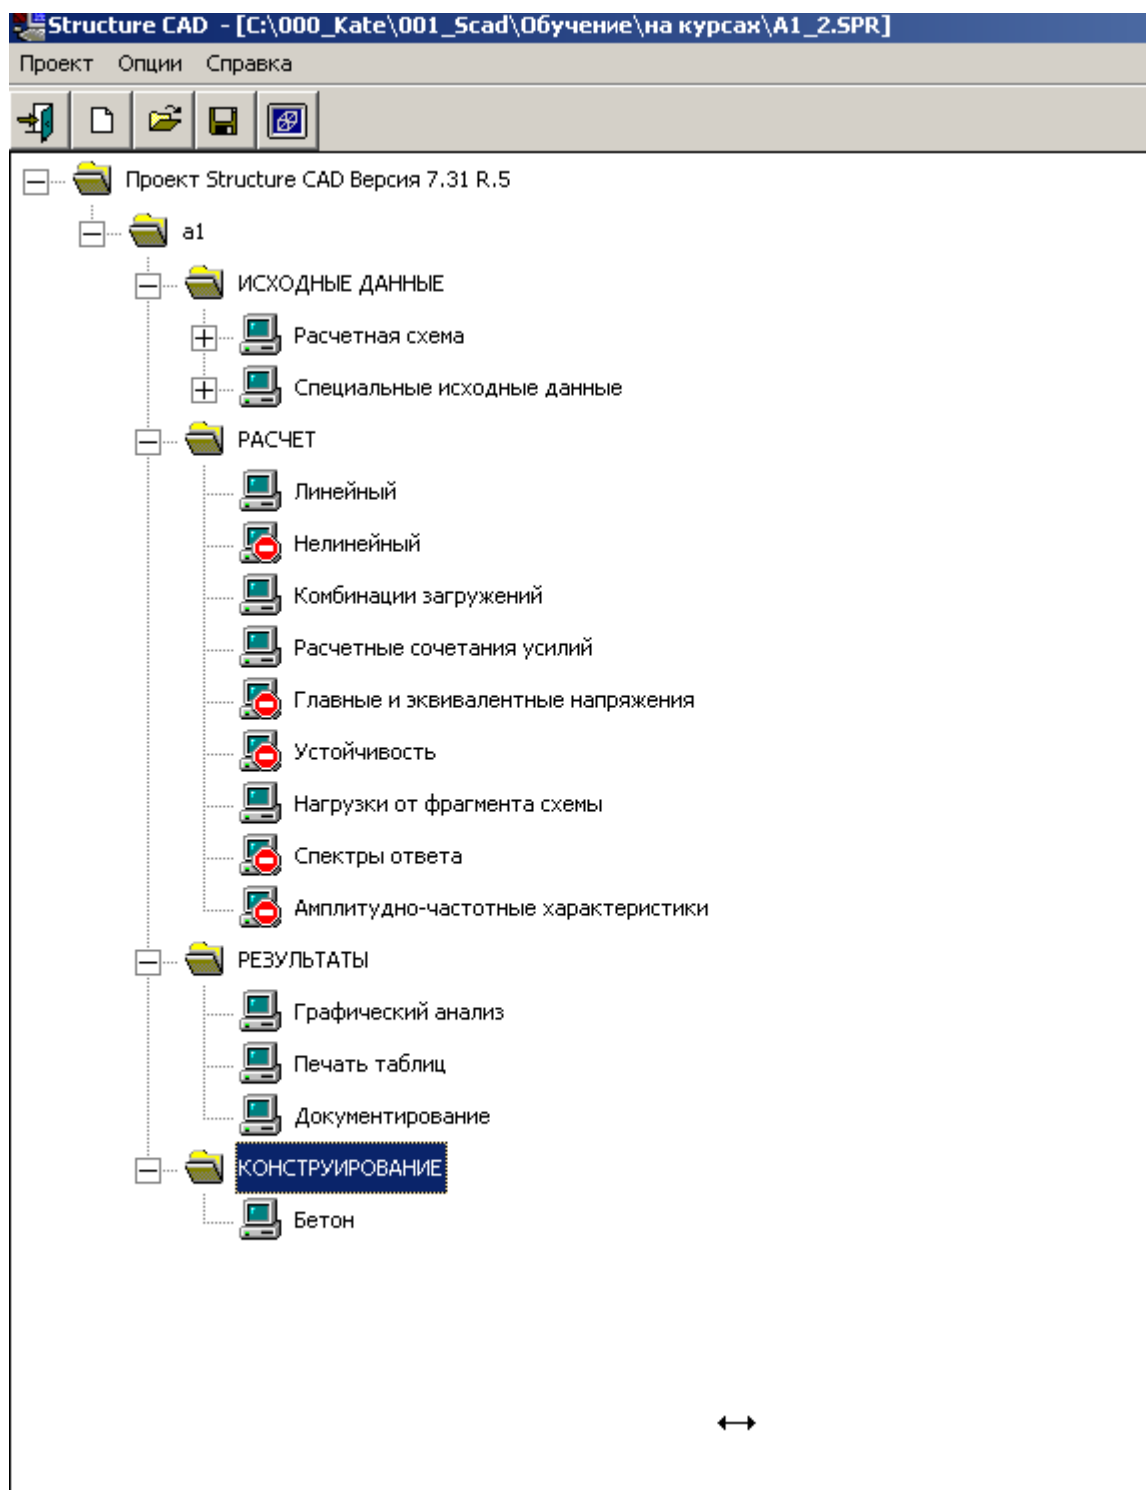 Structure CAD - [C:\000_Kate\001_Scad\Обучение\на курсах\A1_2.SPR]
Проект Опции Справка
Проект Structure CAD Версия 7.31 R.5
a1
ИСХОДНЫЕ ДАННЫЕ
Расчетная схема
Специальные исходные данные
РАСЧЕТ
Линейный
Нелинейный
Комбинации загружений
Расчетные сочетания усилий
Главные и эквивалентные напряжения
Устойчивость
Нагрузки от фрагмента схемы
Спектры ответа
Амплитудно-частотные характеристики
РЕЗУЛЬТАТЫ
Графический анализ
Печать таблиц
Документирование
КОНСТРУИРОВАНИЕ
Бетон